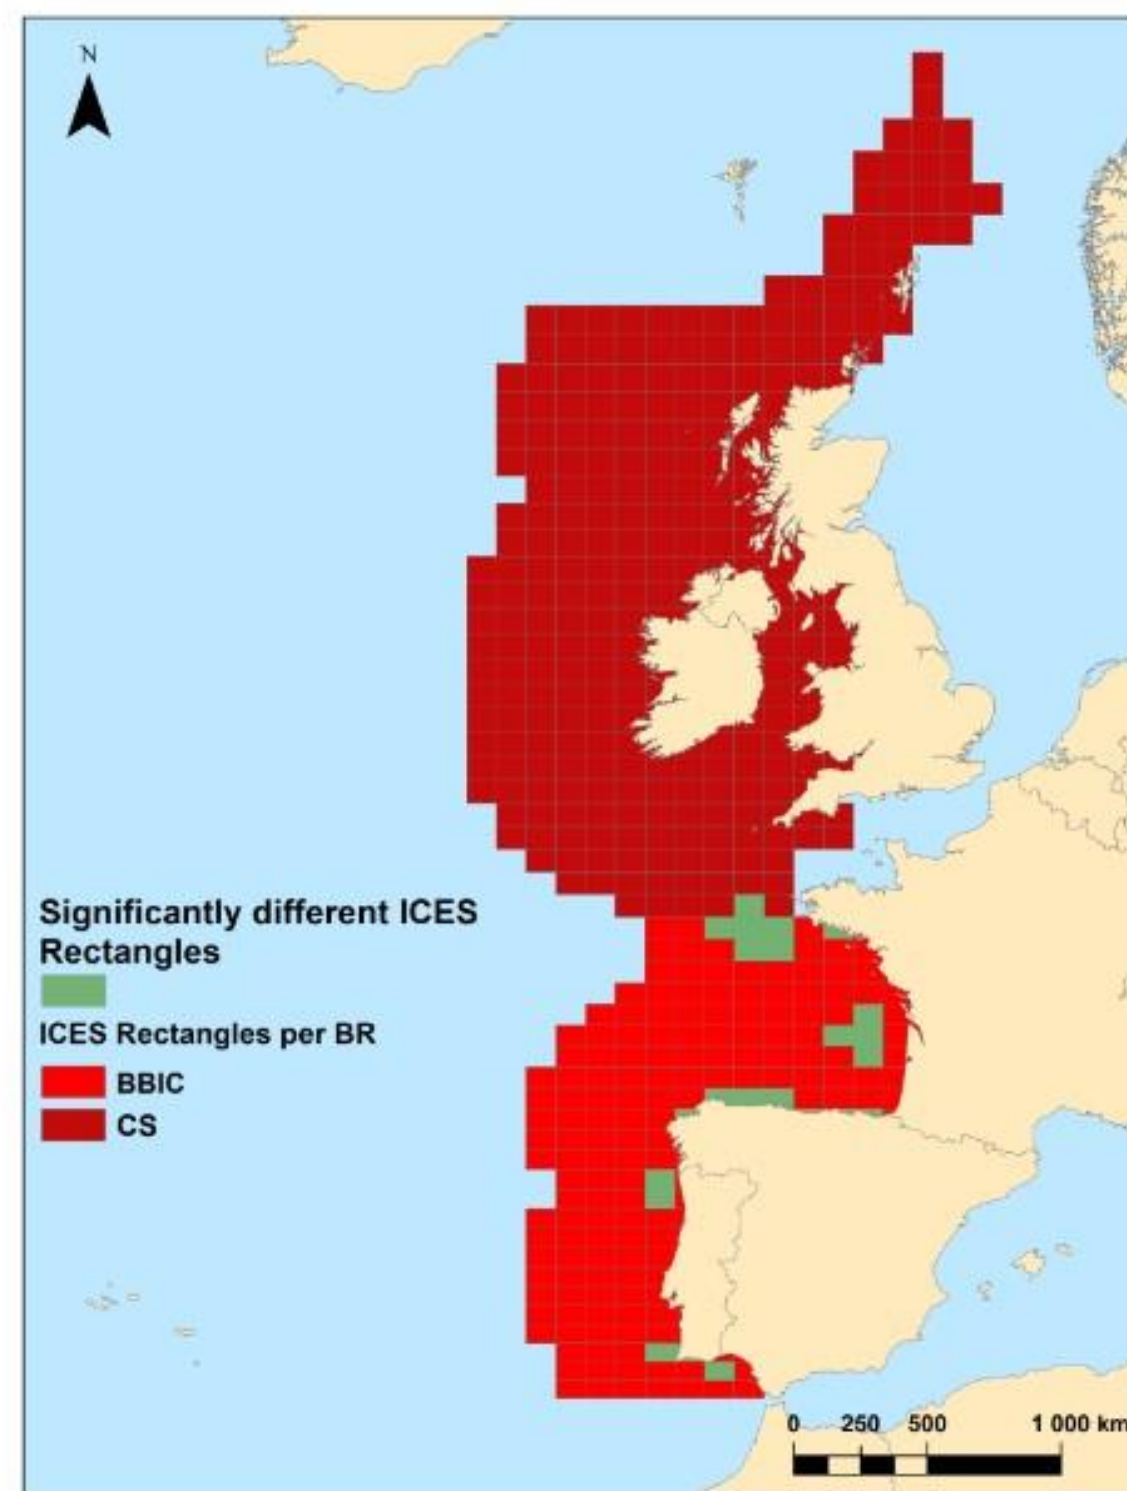 N
Significantly different ICES
Rectangles
ICES Rectangles per BR
BBIC
CS
0 250 500 1 000 km